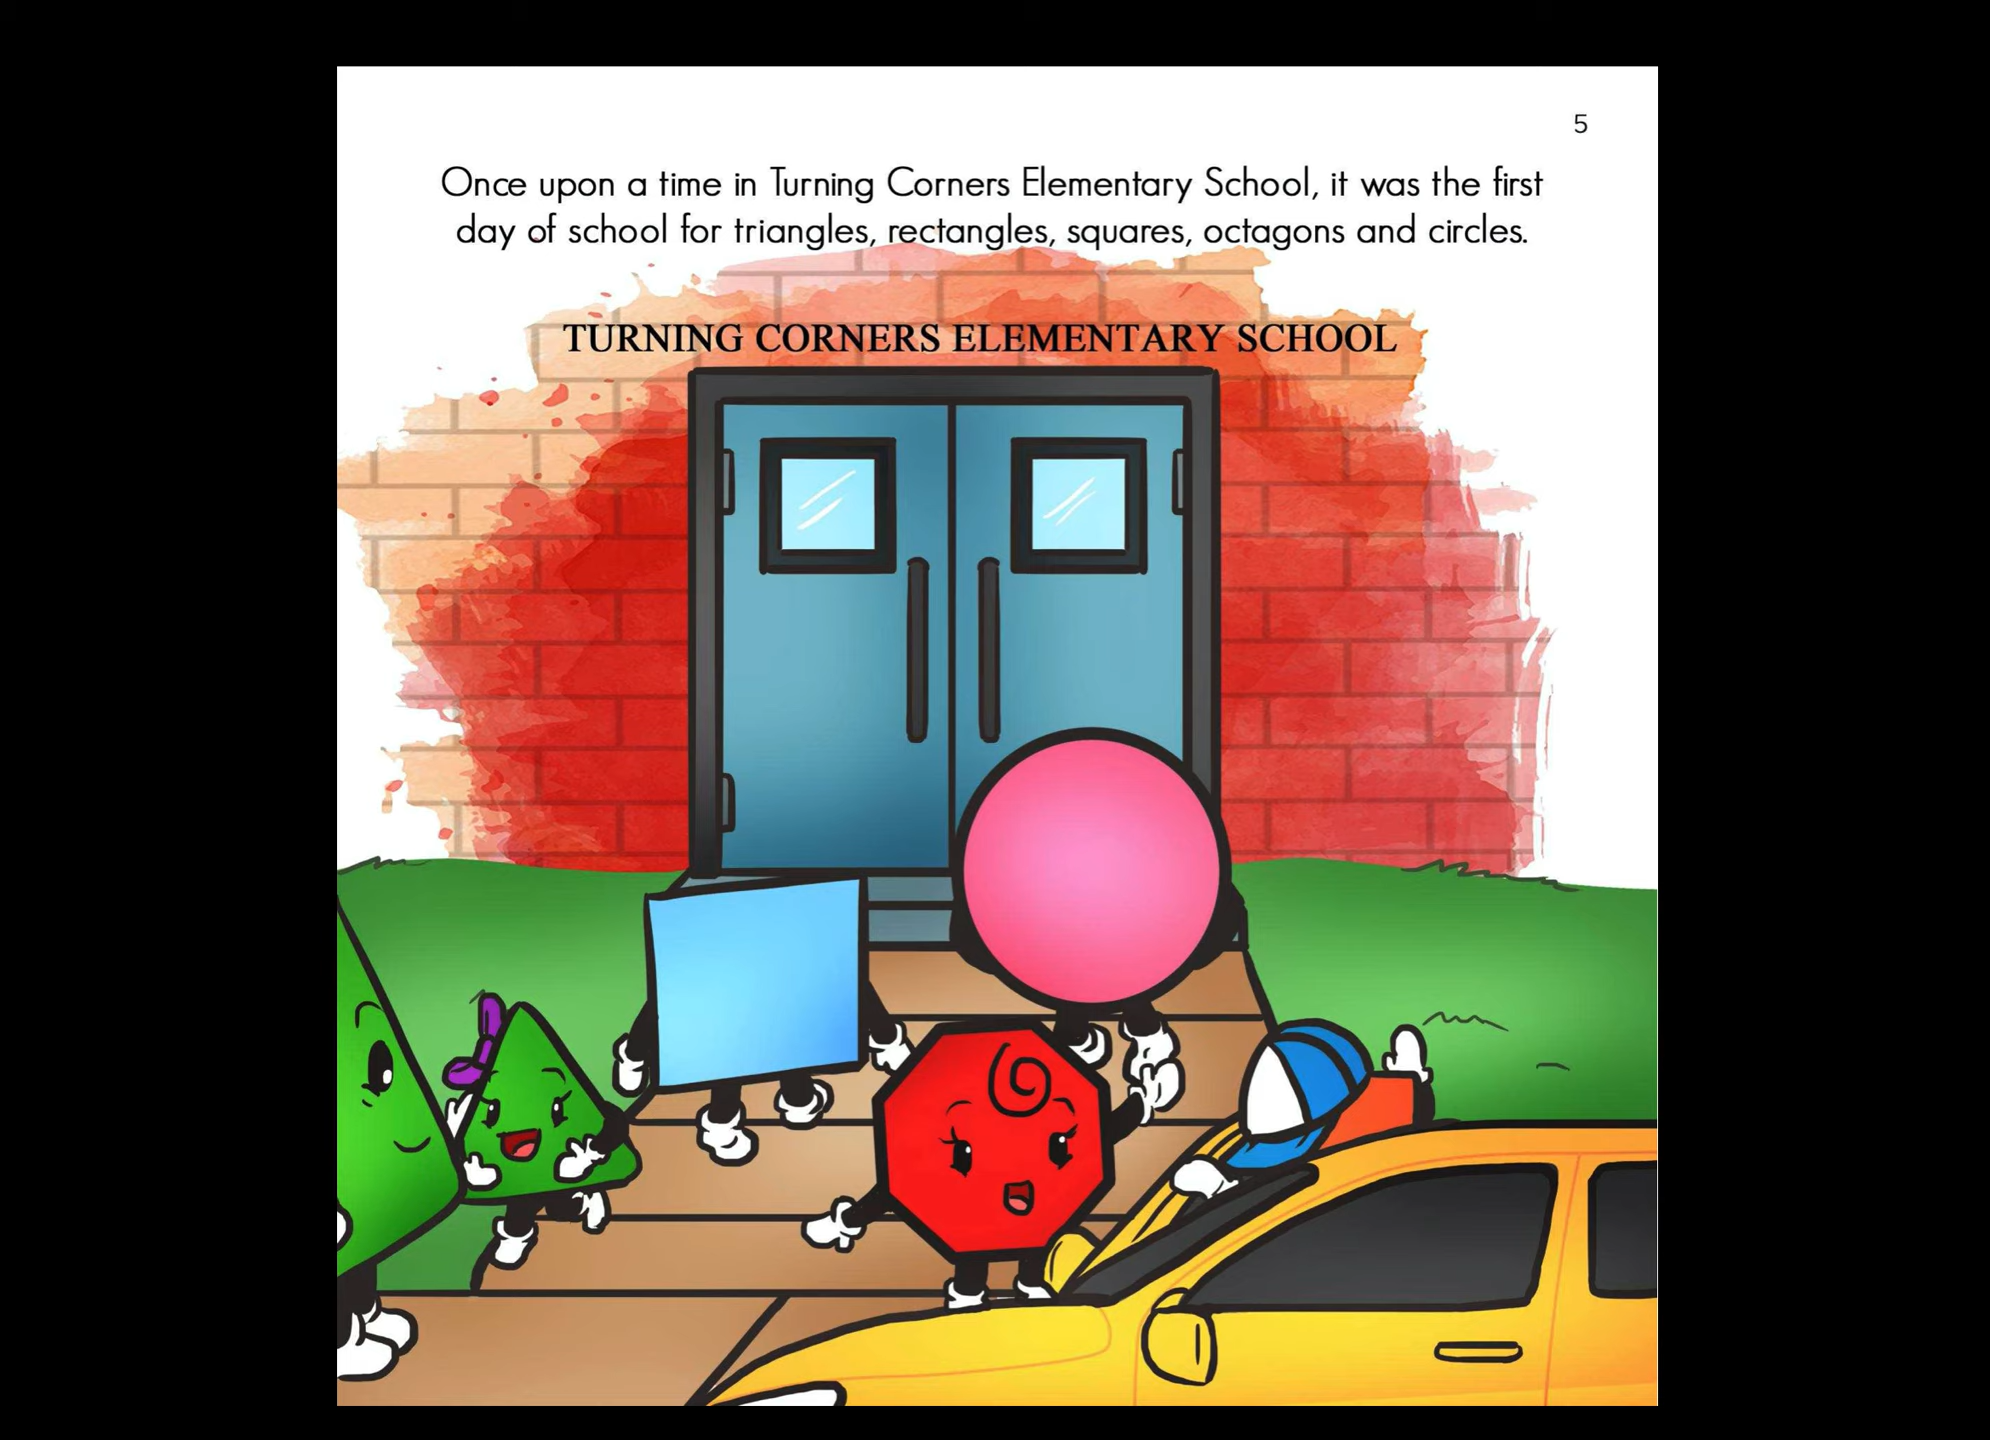 5
Once upon a time in Turning Corners Elementary School, it was the first
day of school for triangles, rectangles, squares, octagons and circles.
TURNING CORNERS ELEMENTARY SCHOOL